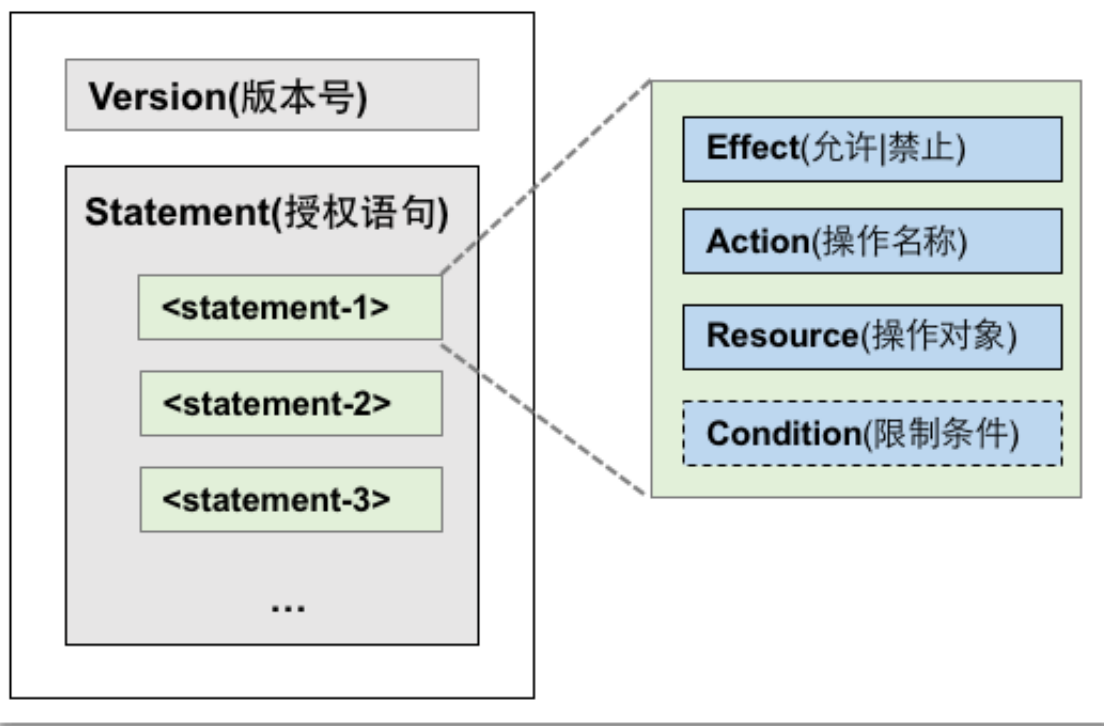 Version(版本号)
Statement(授权语句)
<statement-1>
<statement-2>
<statement-3>
...
Effect(允许|禁止)
Action(操作名称)
Resource(操作对象)
Condition(限制条件)